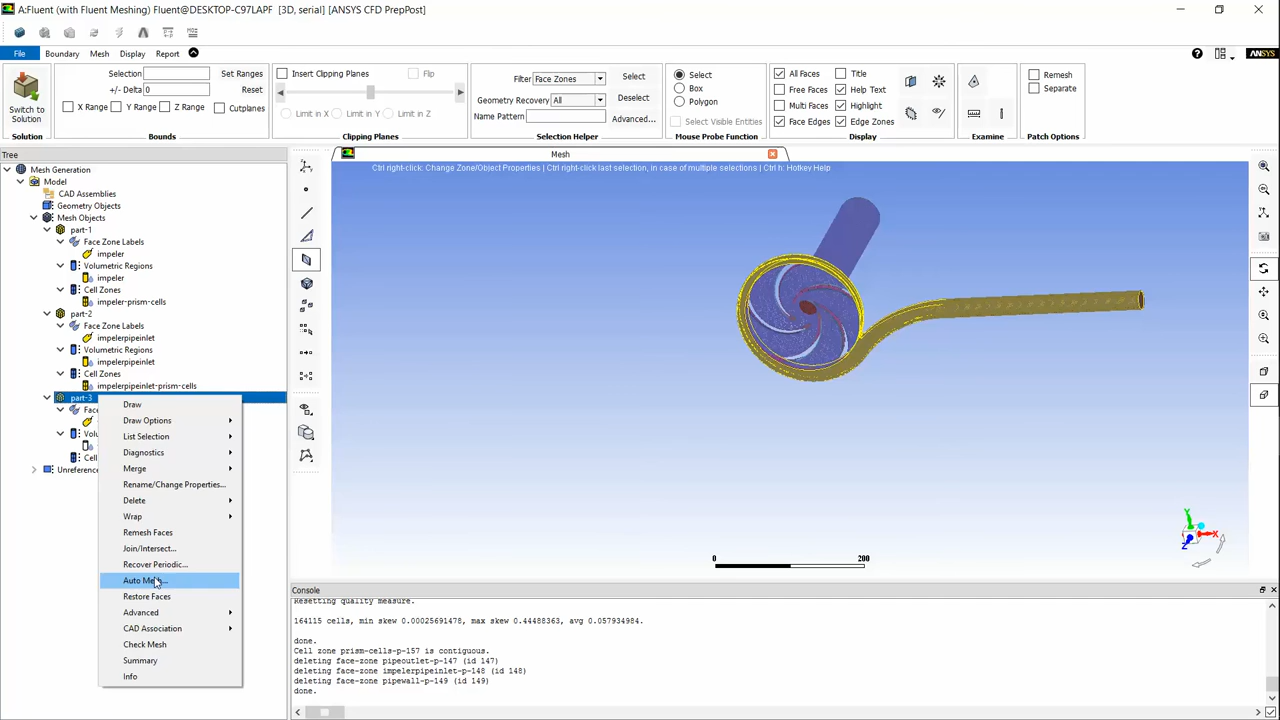 A:Fluent (with Fluent Meshing) Fluent@DESKTOP-C97LAPF [3D, serial] [ANSYS CFD PrepPost]
File
Boundary
Mesh
Display
Report
ANSYS
Switch to
Solution
Solution
Selection
Set Ranges
+/- Delta
0
Reset
X Range
Y Range
Z Range
Cutplanes
Bounds
Insert Clipping Planes
Flip
Limit in X
Limit in Y
Limit in Z
Clipping Planes
Filter
Face Zones
Select
Geometry Recovery
All
Deselect
Name Pattern
Advanced...
Selection Helper
Select
Box
Polygon
Select Visible Entities
Mouse Probe Function
All Faces
Title
Free Faces
Help Text
Multi Faces
Highlight
Face Edges
Edge Zones
Display
Examine
Remesh
Separate
Patch Options
Tree
Mesh Generation
Model
CAD Assemblies
Geometry Objects
Mesh Objects
part-1
Face Zone Labels
impeler
Volumetric Regions
impeler
Cell Zones
impeler-prism-cells
part-2
Face Zone Labels
impelerpipeinlet
Volumetric Regions
impelerpipeinlet
Cell Zones
impelerpipeinlet-prism-cells
part-3
Face
Volu
Cell
Unreference
Draw
Draw Options
List Selection
Diagnostics
Merge
Rename/Change Properties...
Delete
Wrap
Remesh Faces
Join/Intersect...
Recover Periodic...
Auto Mesh...
Restore Faces
Advanced
CAD Association
Check Mesh
Summary
Info
Mesh
Ctrl right-click: Change Zone/Object Properties | Ctrl right-click last selection, in case of multiple selections | Ctrl h: Hotkey Help
Y
X
Z
0
200
Console
Resetting quality measure.
164115 cells, min skew 0.00025691478, max skew 0.44488363, avg 0.057934984.
done.
Cell zone prism-cells-p-157 is contiguous.
deleting face-zone pipeoutlet-p-147 (id 147)
deleting face-zone impelerpipeinlet-p-148 (id 148)
deleting face-zone pipewall-p-149 (id 149)
done.